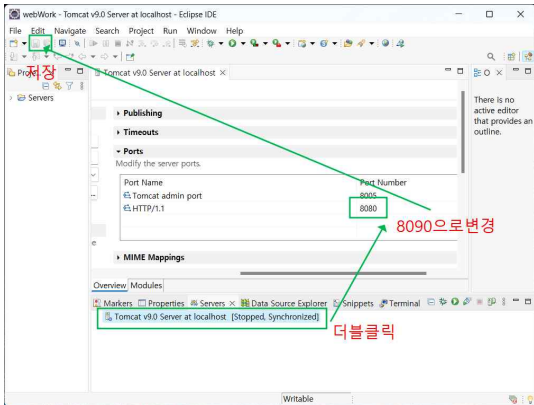 webWork - Tomcat v9.0 Server at localhost - Eclipse IDE
File Edit Navigate Search Project Run Window Help
저장
Tomcat v9.0 Server at localhost
Servers
There is no
active editor
that provides an
outline.
Publishing
Timeouts
Ports
Modify the server ports.
Port Name Port Number
Tomcat admin port 8005
HTTP/1.1 8080
8090으로변경
MIME Mappings
Overview Modules
Markers Properties Servers Data Source Explorer Snippets Terminal
Tomcat v9.0 Server at localhost [Stopped, Synchronized]
더블클릭
Writable